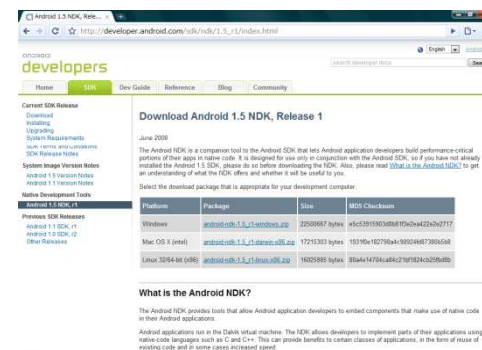 Android 1.5 NDK, Rele...
http://developer.android.com/sdk/ndk/1.5_r1/index.html
English
android
developers
search developer docs
Home SDK Dev Guide Reference Blog Community
Current SDK Release
Download
Installing
Upgrading
System Requirements
SDK Terms and Conditions
SDK Release Notes
System Image Version Notes
Android 1.5 Version Notes
Android 1.1 Version Notes
Native Development Tools
Android 1.5 NDK, r1
Previous SDK Releases
Android 1.1 SDK, r1
Android 1.0 SDK, r2
Other Releases
Download Android 1.5 NDK, Release 1
June 2009
The Android NDK is a companion tool to the Android SDK that lets Android application developers build performance-critical
portions of their apps in native code. It is designed for use only in conjunction with the Android SDK, so if you have not already
installed the Android 1.5 SDK, please do so before downloading the NDK. Also, please read What is the Android NDK? to get
an understanding of what the NDK offers and whether it will be useful to you.
Select the download package that is appropriate for your development computer.
Platform Package Size MD5 Checksum
Windows android-ndk-1.5_r1-windows.zip 22500667 bytes
Mac OS X (intel) android-ndk-1.5_r1-darwin-x86.zip 17215303 bytes
Linux 32/64-bit (x86) android-ndk-1.5_r1-linux-x86.zip 16025885 bytes
What is the Android NDK?
The Android NDK provides tools that allow Android application developers to embed components that make use of native code
in their Android applications.
Android applications run in the Dalvik virtual machine. The NDK allows developers to implement parts of their applications using
native-code languages such as C and C++. This can provide benefits to certain classes of applications, in the form of reuse of
existing code and in some cases increased speed.